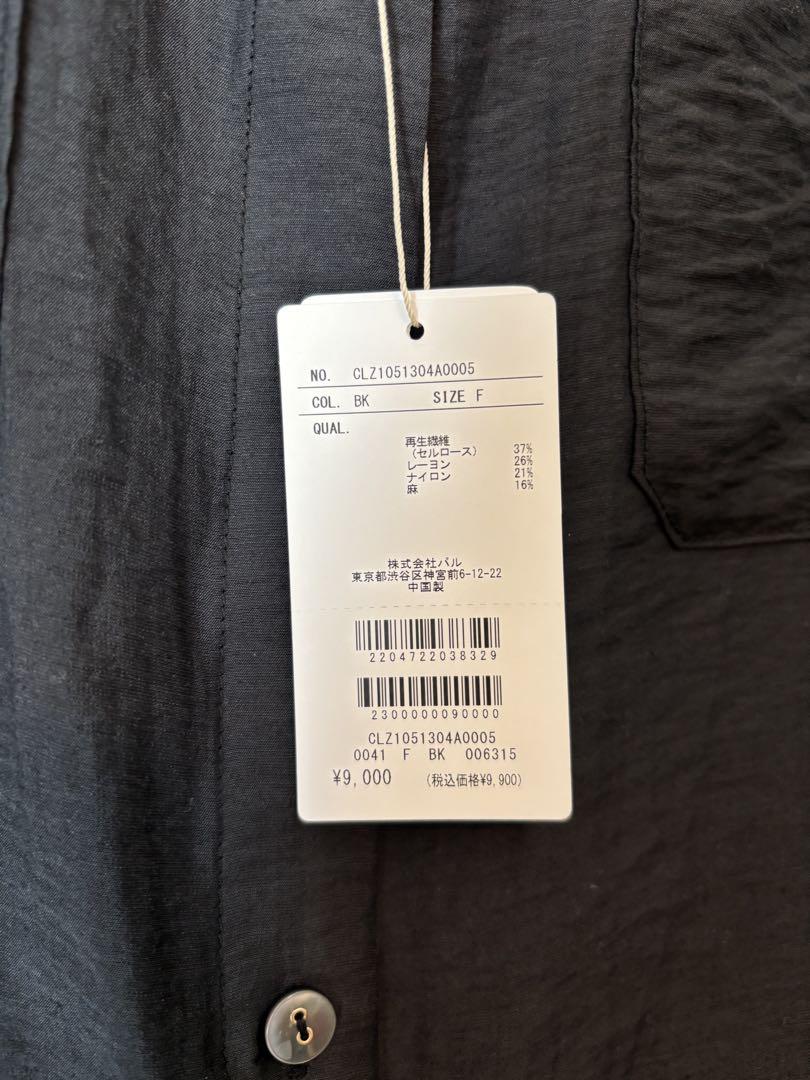 NO. CLZ1051304A0005
COL. BK SIZE F
QUAL.
再生繊維
(セルロース) 37%
レーヨン 26%
ナイロン 21%
麻 16%
株式会社パル
東京都渋谷区神宮前6-12-22
中国製
2204722038329
2300000090000
CLZ1051304A0005
0041 F BK 006315
¥9,000 (税込価格¥9,900)